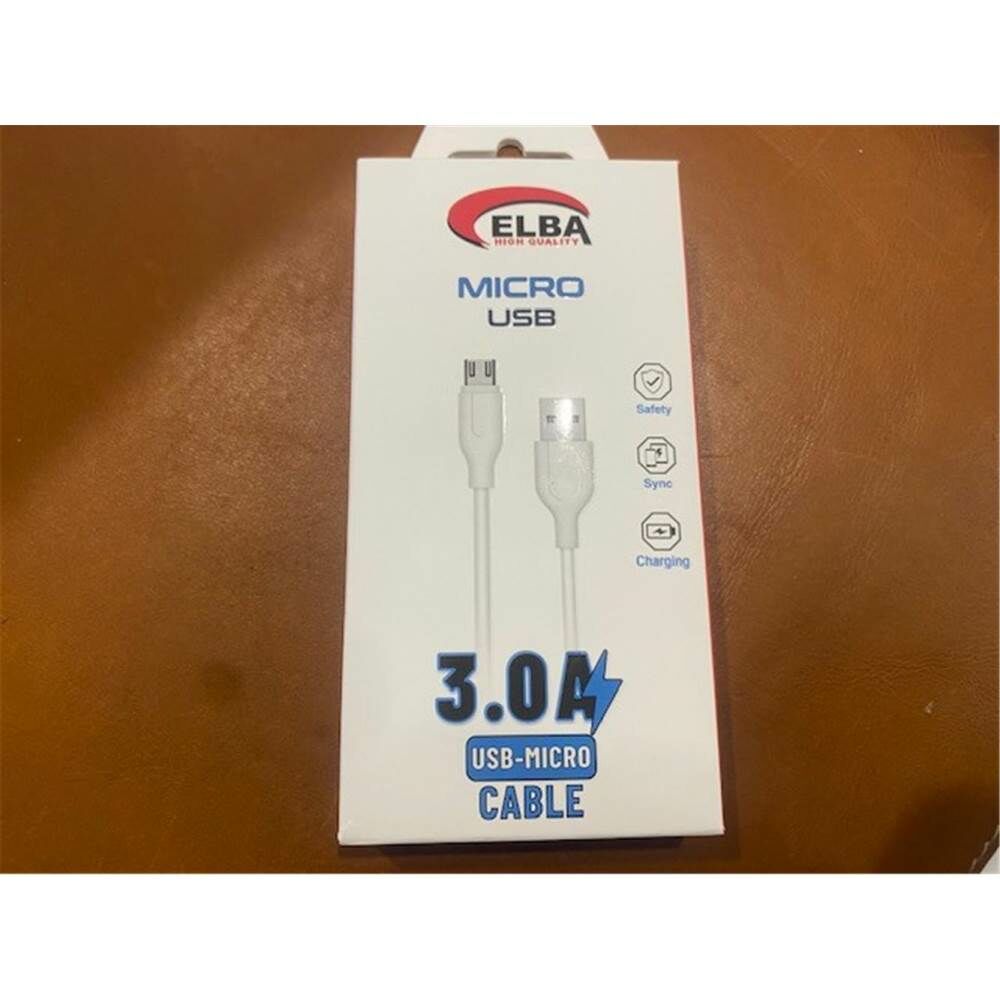 ELBA
HIGH QUALITY
MICRO
USB
Safety
Sync
Charging
3.0A
USB-MICRO
CABLE